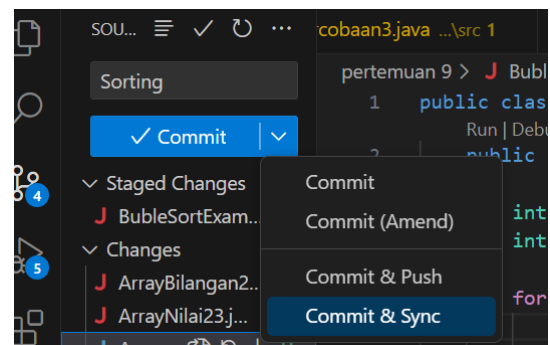 SOU...
cobaan3.java ...\src 1
Sorting
pertemuan 9 > J Bubl
1 public clas
Commit
Run | Debu
2 public
4
Staged Changes
Commit
J BubleSortExam...
Commit (Amend)
int
Changes
int
5
J ArrayBilangan2...
Commit & Push
for
J ArrayNilai23.j...
Commit & Sync